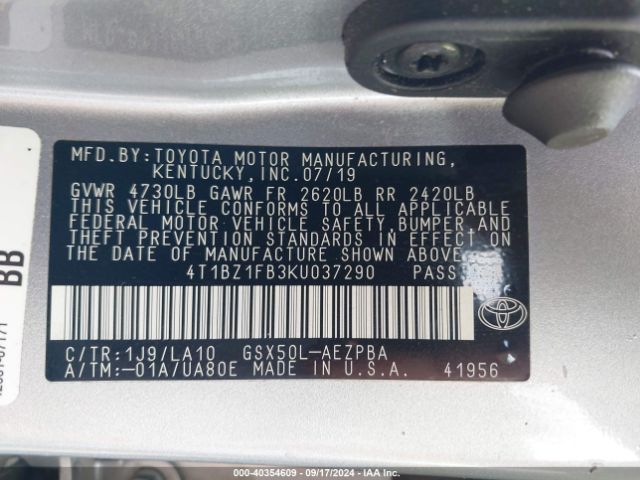 MFD.BY:TOYOTA MOTOR MANUFACTURING,
KENTUCKY,INC.07/19
GVWR 4730LB GAWR FR 2620LB RR 2420LB
THIS VEHICLE CONFORMS TO ALL APPLICABLE
FEDERAL MOTOR VEHICLE SAFETY,BUMPER,AND
THEFT PREVENTION STANDARDS IN EFFECT ON
THE DATE OF MANUFACTURE SHOWN ABOVE.
4T1BZ1FB3KU037290 PASS
BB
C/TR:1J9/LA10 GSX50L-AEZPBA
A/TM:-01A/UA80E MADE IN U.S.A. 41956
000-40354609 - 09/17/2024 - IAA Inc.